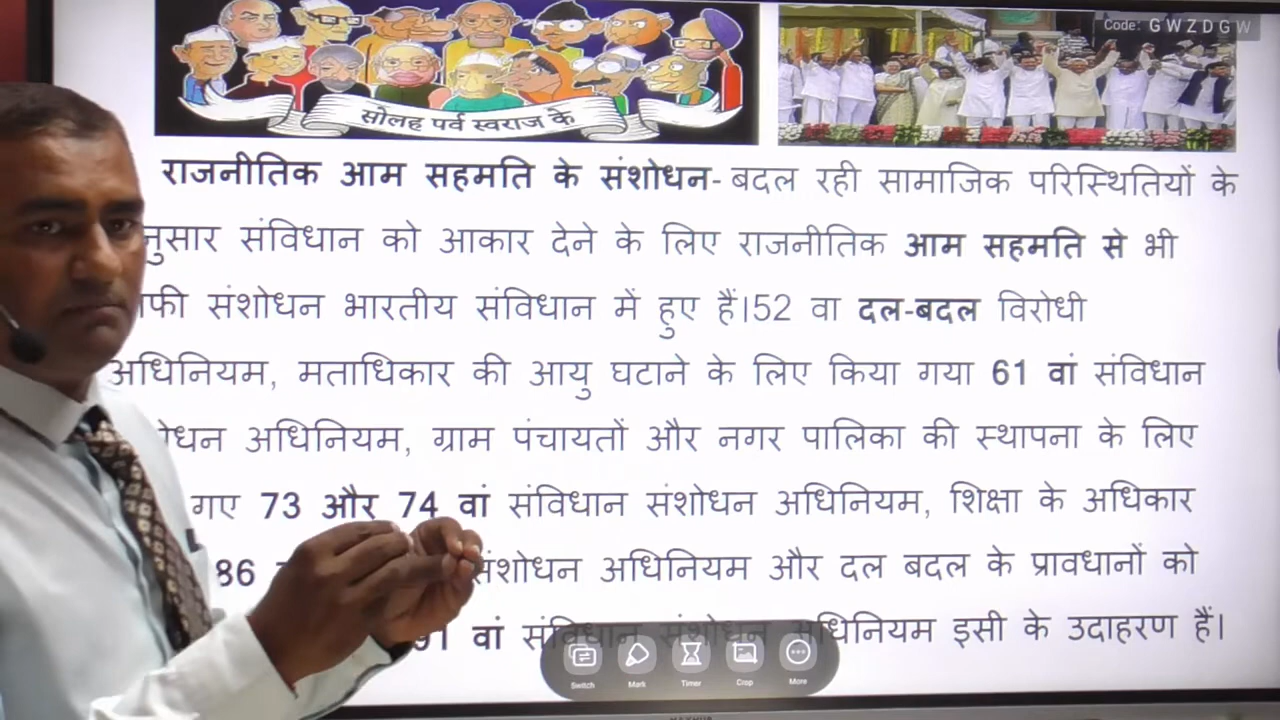 Code: G W Z D G W
सोलह पर्व स्वराज के
राजनीतिक आम सहमति के संशोधन- बदल रही सामाजिक परिस्थितियों के
नुसार संविधान को आकार देने के लिए राजनीतिक आम सहमति से भी
फी संशोधन भारतीय संविधान में हुए हैं।52 वा दल-बदल विरोधी
अधिनियम, मताधिकार की आयु घटाने के लिए किया गया 61 वां संविधान
धन अधिनियम, ग्राम पंचायतों और नगर पालिका की स्थापना के लिए
गए 73 और 74 वां संविधान संशोधन अधिनियम, शिक्षा के अधिकार
86 संशोधन अधिनियम और दल बदल के प्रावधानों को
91 वां संविधान संशोधन अधिनियम इसी के उदाहरण हैं।
Switch Mark Timer Crop More